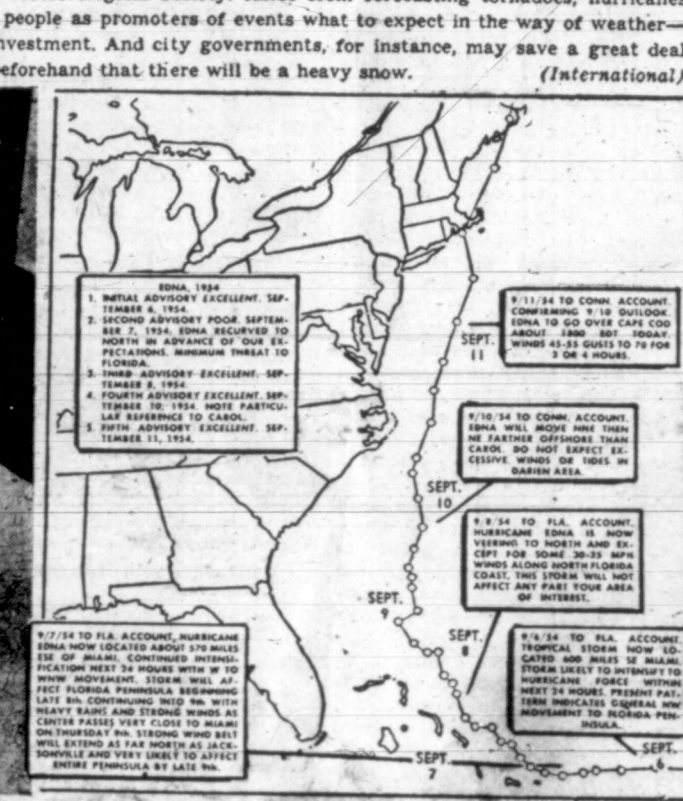 people as promoters of events what to expect in the way of weather—
nvestment. And city governments, for instance, may save a great deal
eforehand that there will be a heavy snow. (International)
EDNA, 1954
1. INITIAL ADVISORY EXCELLENT. SEP-
TEMBER 6, 1954.
2. SECOND ADVISORY POOR. SEPTEM-
BER 7, 1954. EDNA RECURVED TO
NORTH IN ADVANCE OF OUR EX-
PECTATIONS. MINIMUM THREAT TO
FLORIDA.
3. THIRD ADVISORY EXCELLENT. SEP-
TEMBER 8, 1954.
4. FOURTH ADVISORY EXCELLENT. SEP-
TEMBER 10, 1954. NOTE PARTICU-
LAR REFERENCE TO CAROL.
5. FIFTH ADVISORY EXCELLENT. SEP-
TEMBER 11, 1954.
9/11/54 TO CONN. ACCOUNT.
CONFIRMING 9/10 OUTLOOK.
EDNA TO GO OVER CAPE COD
ABOUT 1800 EDT TODAY.
WINDS 45-55 GUSTS TO 70 FOR
3 OR 4 HOURS.
SEPT.
11
9/10/54 TO CONN. ACCOUNT.
EDNA WILL MOVE NNE THEN
NE FARTHER OFFSHORE THAN
CAROL. DO NOT EXPECT EX-
CESSIVE WINDS OR TIDES IN
DARIEN AREA.
SEPT.
10
9/8/54 TO FLA. ACCOUNT.
HURRICANE EDNA IS NOW
VEERING TO NORTH AND EX-
CEPT FOR SOME 30-35 MPH
WINDS ALONG NORTH FLORIDA
COAST, THIS STORM WILL NOT
AFFECT ANY PART YOUR AREA
OF INTEREST.
SEPT.
9
SEPT.
8
9/7/54 TO FLA. ACCOUNT, HURRICANE
EDNA NOW LOCATED ABOUT 570 MILES
ESE OF MIAMI. CONTINUED INTENSI-
FICATION NEXT 24 HOURS WITH W TO
WNW MOVEMENT. STORM WILL AF-
FECT FLORIDA PENINSULA BEGINNING
LATE 8th CONTINUING INTO 9th WITH
HEAVY RAINS AND STRONG WINDS AS
CENTER PASSES VERY CLOSE TO MIAMI
ON THURSDAY 9th. STRONG WIND BELT
WILL EXTEND AS FAR NORTH AS JACK-
SONVILLE AND VERY LIKELY TO AFFECT
ENTIRE PENINSULA BY LATE 9th.
9/6/54 TO FLA. ACCOUNT.
TROPICAL STORM NOW LO-
CATED 600 MILES SE MIAMI.
STORM LIKELY TO INTENSIFY TO
HURRICANE FORCE WITHIN
NEXT 24 HOURS. PRESENT PAT-
TERN INDICATES GENERAL NW
MOVEMENT TO FLORIDA PEN-
INSULA.
SEPT.
7
SEPT.
6